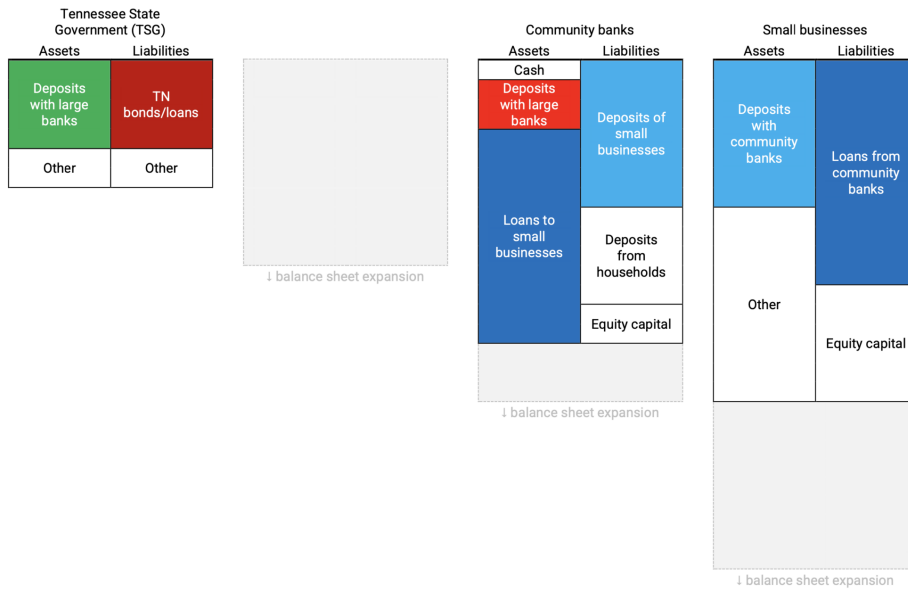 Tennessee State
Government (TSG)
Assets
Liabilities
Deposits
with large
banks
TN
bonds/loans
Other
Other
↓ balance sheet expansion
Community banks
Assets
Liabilities
Cash
Deposits
with large
banks
Loans to
small
businesses
Deposits of
small
businesses
Deposits
from
households
Equity capital
↓ balance sheet expansion
Small businesses
Assets
Liabilities
Deposits
with
community
banks
Other
Loans from
community
banks
Equity capital
↓ balance sheet expansion